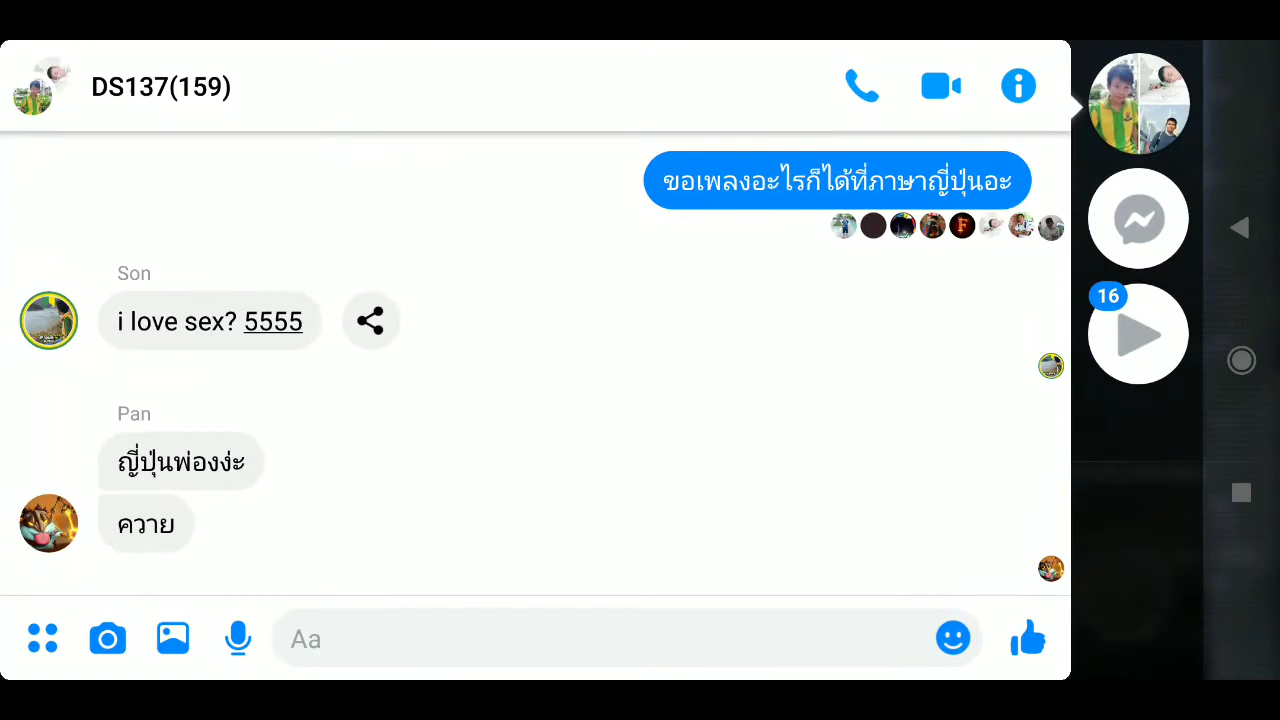 DS137(159)
ขอเพลงอะไรก็ได้ที่ภาษาญี่ปุ่นอะ
Son
i love sex? 5555
16
Pan
ญี่ปุ่นพ่องง่ะ
ควาย
Aa